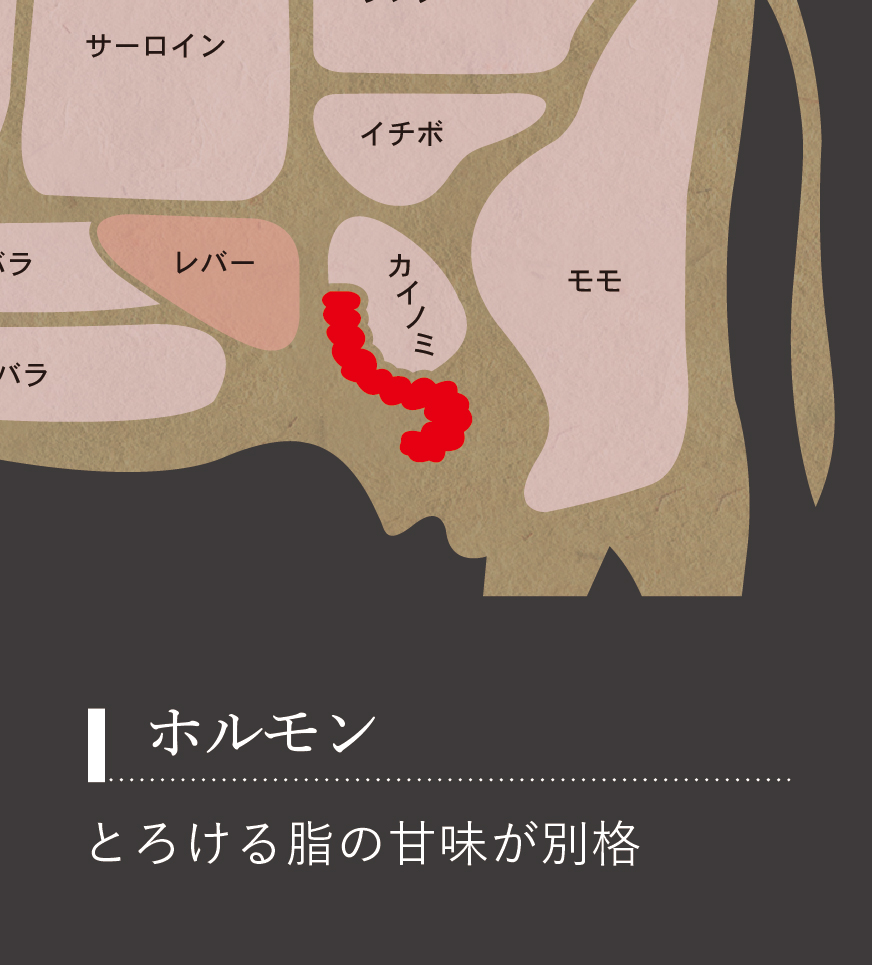 サーロイン
イチボ
バラ
レバー
カイノミ
モモ
バラ
ホルモン
とろける脂の甘味が別格